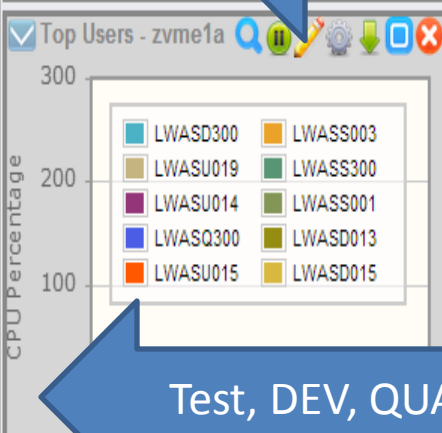 Top Users - zvme1a
300
200
100
CPU Percentage
LWASD300 LWASS003
LWASU019 LWASS300
LWASU014 LWASS001
LWASQ300 LWASD013
LWASU015 LWASD015
Test, DEV, QUA